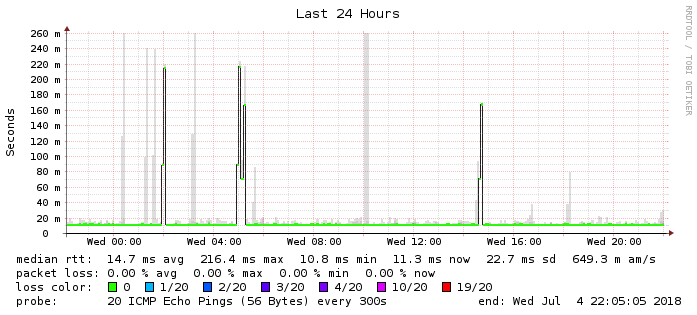 Last 24 Hours
RRDTOOL / TOBI OETIKER
Seconds
260 m
240 m
220 m
200 m
180 m
160 m
140 m
120 m
100 m
80 m
60 m
40 m
20 m
0
Wed 00:00 Wed 04:00 Wed 08:00 Wed 12:00 Wed 16:00 Wed 20:00
median rtt: 14.7 ms avg 216.4 ms max 10.8 ms min 11.3 ms now 22.7 ms sd 649.3 m am/s
packet loss: 0.00 % avg 0.00 % max 0.00 % min 0.00 % now
loss color: 0 1/20 2/20 3/20 4/20 10/20 19/20
probe: 20 ICMP Echo Pings (56 Bytes) every 300s end: Wed Jul 4 22:05:05 2018